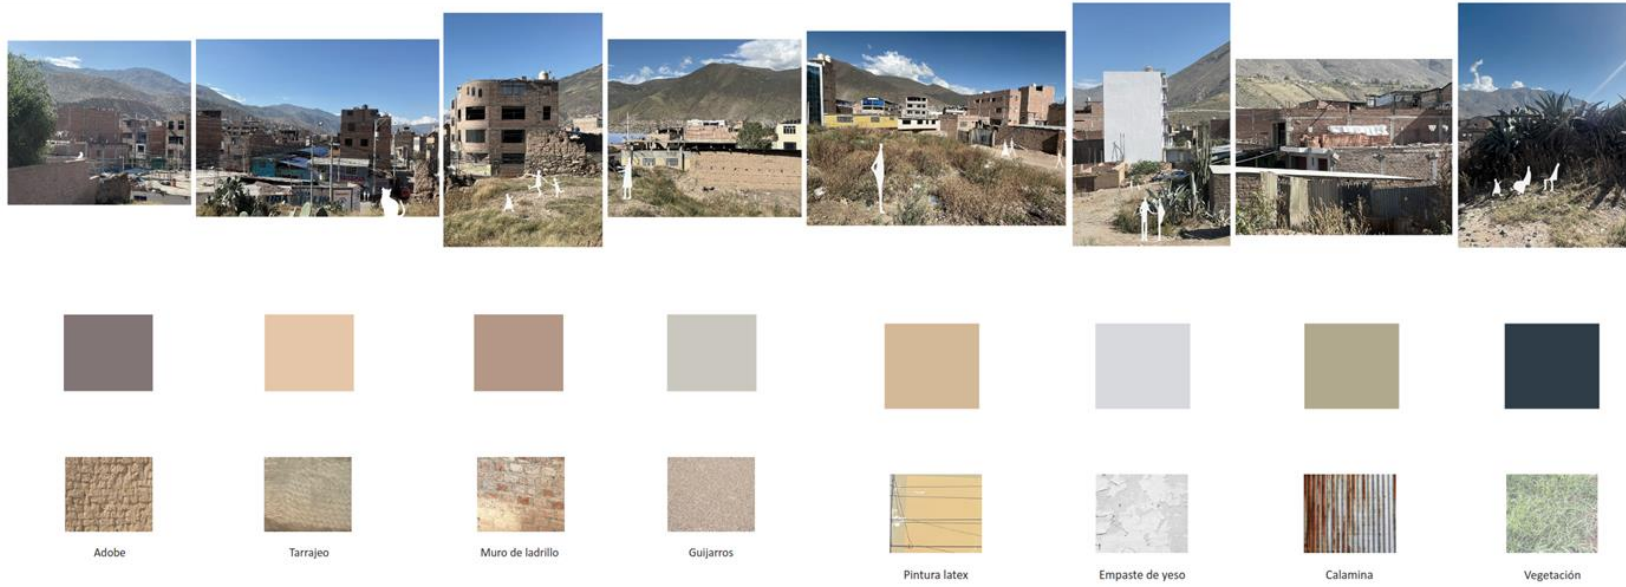 Adobe
Tarrajeo
Muro de ladrillo
Guijarros
Pintura latex
Empaste de yeso
Calamina
Vegetación